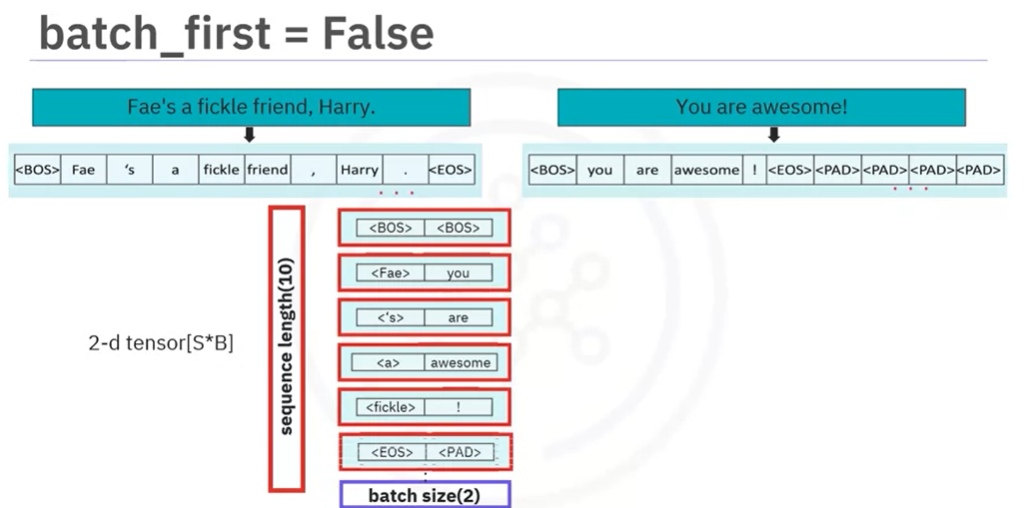 batch_first = False
Fae's a fickle friend, Harry.
You are awesome!
<BOS> Fae 's a fickle friend , Harry . <EOS>
<BOS> you are awesome ! <EOS> <PAD> <PAD> <PAD> <PAD>
. . .
. . .
<BOS> <BOS>
<Fae> you
<'s> are
2-d tensor[S*B]
sequence length(10)
<a> awesome
<fickle> !
<EOS> <PAD>
batch size(2)